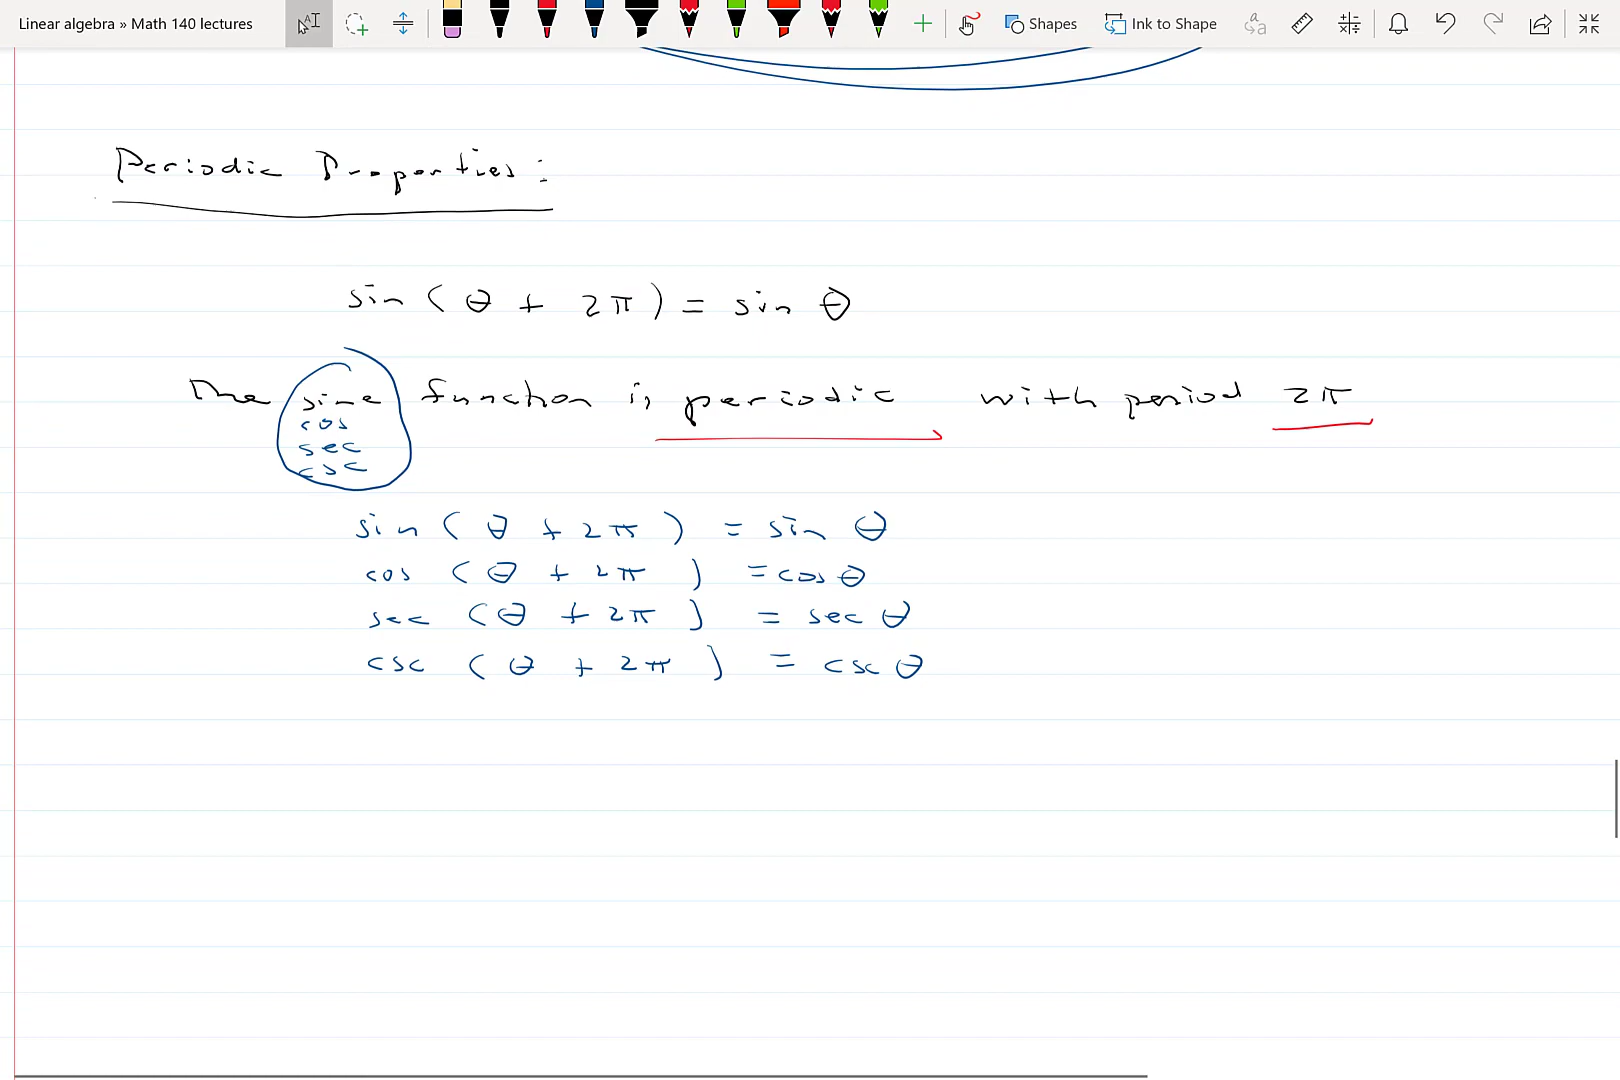 Linear algebra » Math 140 lectures
Shapes
Ink to Shape
Periodic Properties:
sin(θ + 2π) = sin θ
The sine function is periodic with period 2π
cos
sec
csc
sin (θ + 2π) = sin θ
cos (θ + 2π) = cos θ
sec (θ + 2π) = sec θ
csc (θ + 2π) = csc θ